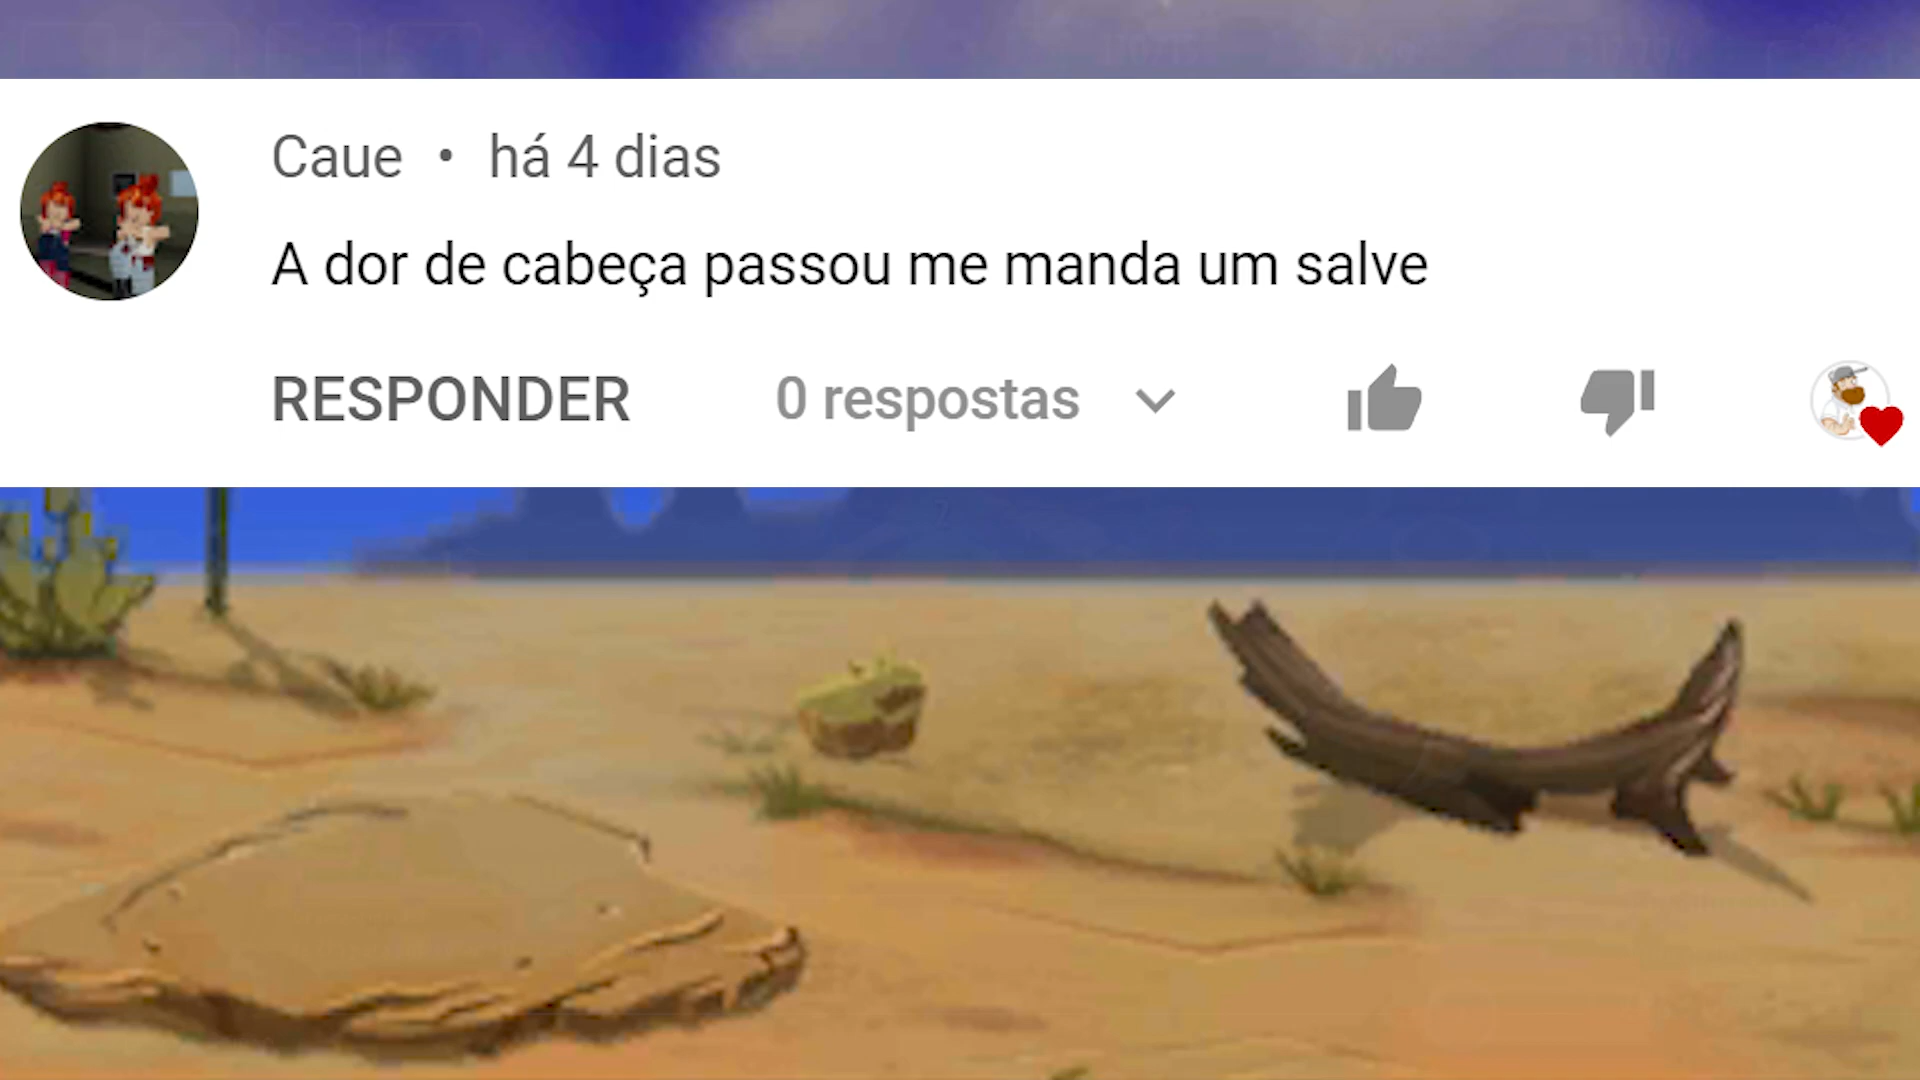 Caue • há 4 dias
A dor de cabeça passou me manda um salve
RESPONDER 0 respostas